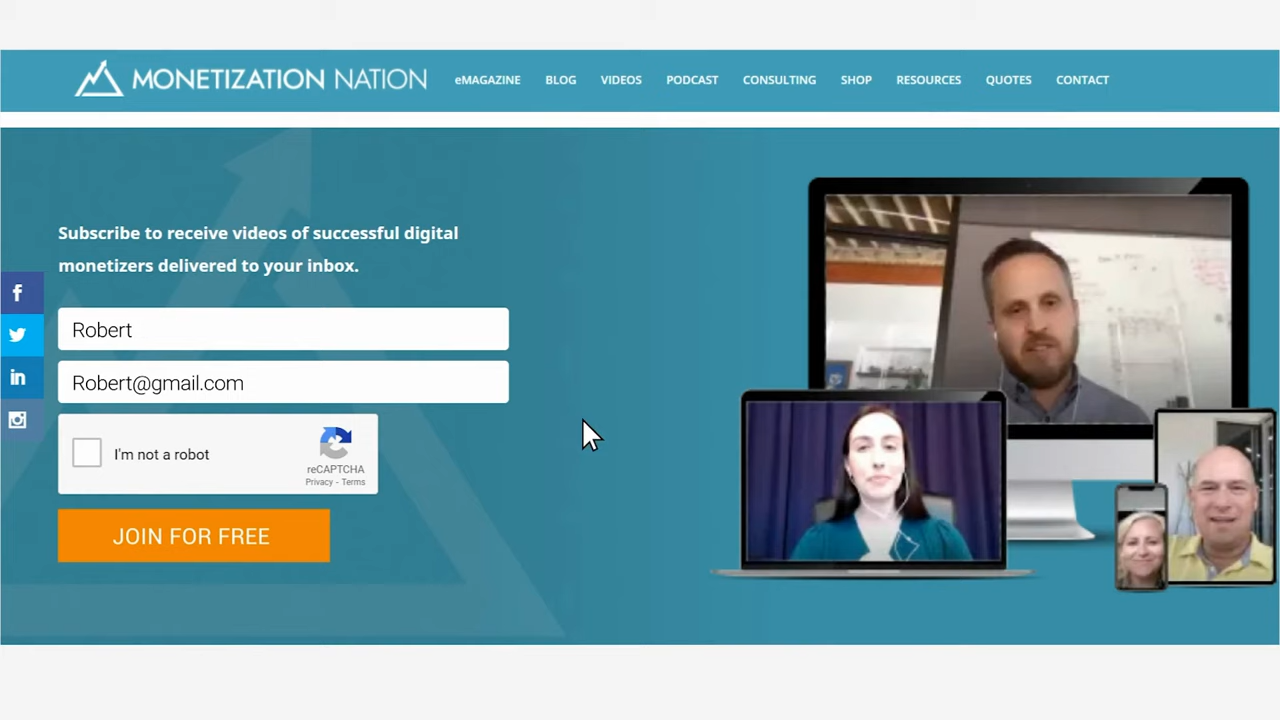 MONETIZATION NATION
eMAGAZINE
BLOG
VIDEOS
PODCAST
CONSULTING
SHOP
RESOURCES
QUOTES
CONTACT
Subscribe to receive videos of successful digital
monetizers delivered to your inbox.
Robert
Robert@gmail.com
I'm not a robot
reCAPTCHA
Privacy - Terms
JOIN FOR FREE